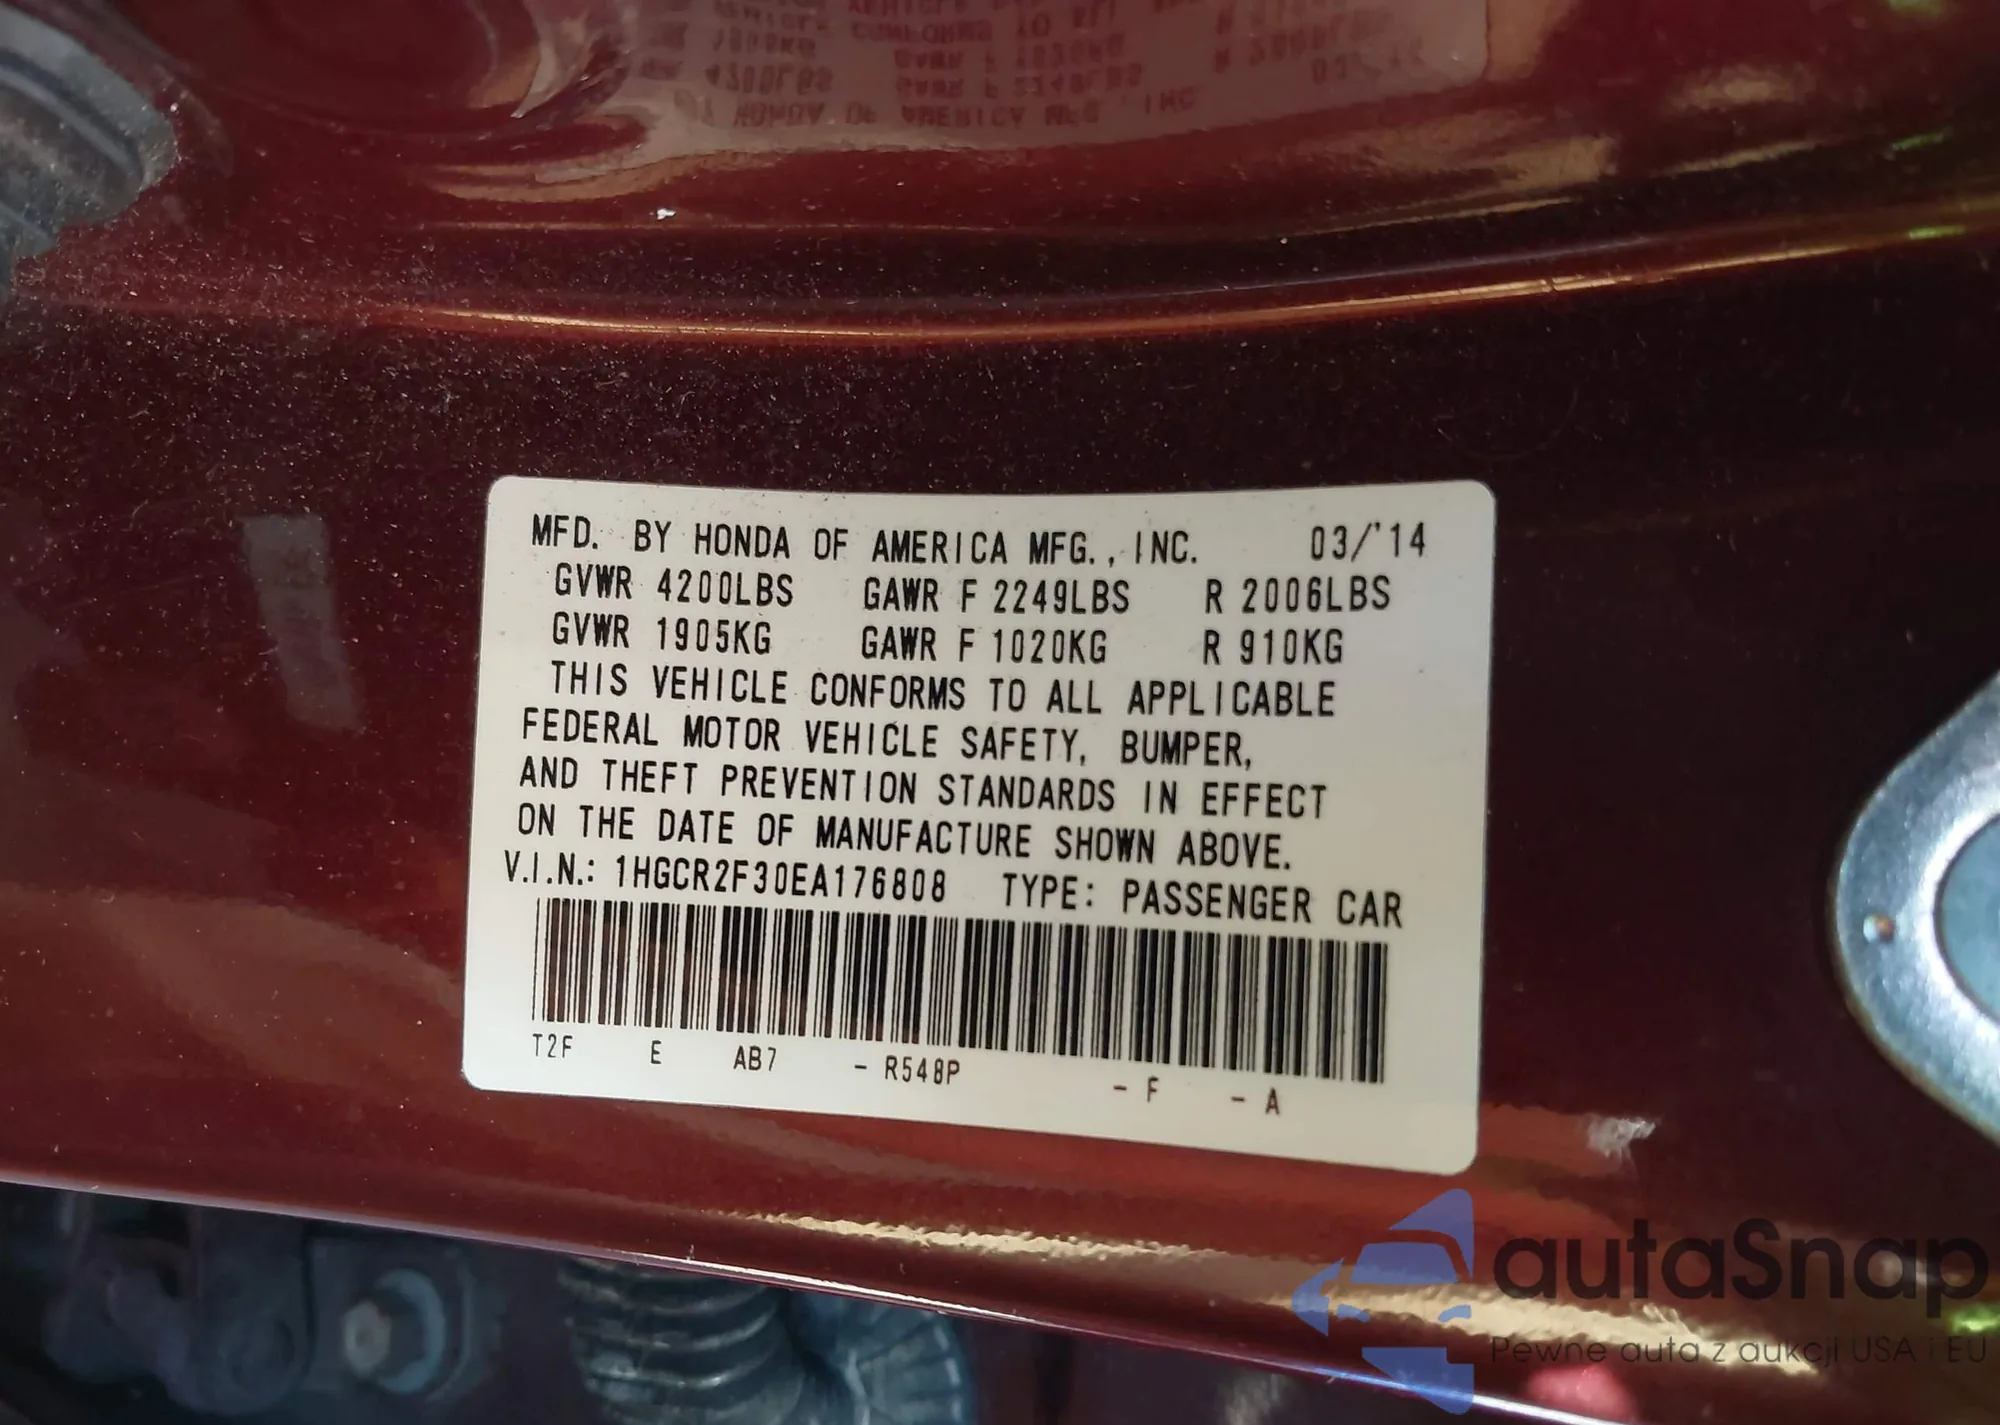 MFD. BY HONDA OF AMERICA MFG., INC. 03/'14
GVWR 4200LBS GAWR F 2249LBS R 2006LBS
GVWR 1905KG GAWR F 1020KG R 910KG
THIS VEHICLE CONFORMS TO ALL APPLICABLE
FEDERAL MOTOR VEHICLE SAFETY, BUMPER,
AND THEFT PREVENTION STANDARDS IN EFFECT
ON THE DATE OF MANUFACTURE SHOWN ABOVE.
V.I.N.: 1HGCR2F30EA176808 TYPE: PASSENGER CAR
T2F E AB7 - R548P - F - A
autaSnap
Pewne auta z aukcji USA i EU